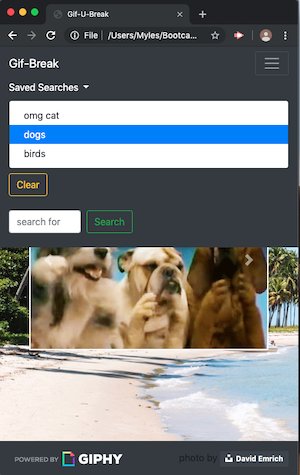 Gif-U-Break
File | /Users/Myles/Bootca...
Gif-Break
Saved Searches
omg cat
dogs
birds
Clear
search for
Search
POWERED BY GIPHY
photo by David Emrich